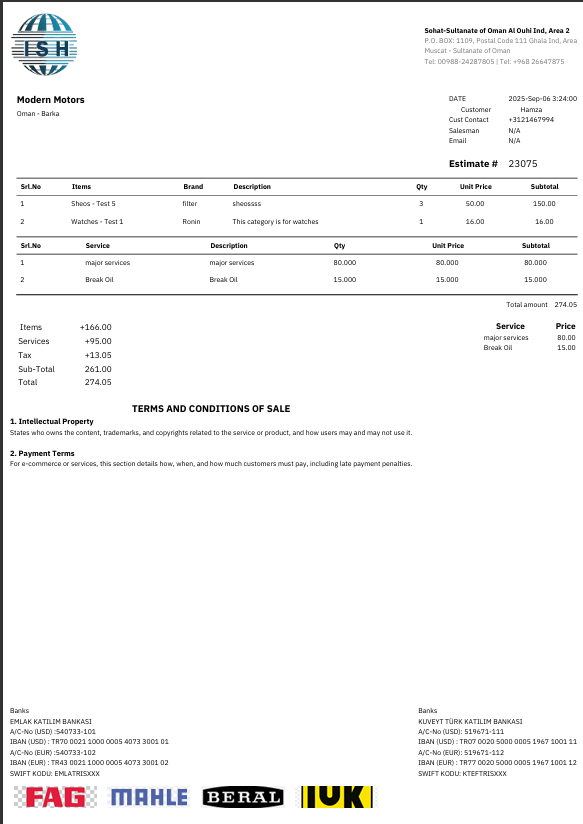 ISH
Sohat-Sultanate of Oman Al Ouhi Ind, Area 2
P.O. BOX: 1109, Postal Code 111 Ghala Ind, Area
Muscat - Sultanate of Oman
Tel: 00988-24287805 | Tel: +968 26647875
Modern Motors
Oman - Barka
DATE 2025-Sep-06 3:24:00
Customer Hamza
Cust Contact +3121467994
Salesman N/A
Email N/A
Estimate # 23075
Srl.No Items Brand Description Qty Unit Price Subtotal
1 Sheos - Test 5 filter sheossss 3 50.00 150.00
2 Watches - Test 1 Ronin This category is for watches 1 16.00 16.00
Srl.No Service Description Qty Unit Price Subtotal
1 major services major services 80.000 80.000 80.000
2 Break Oil Break Oil 15.000 15.000 15.000
Total amount 274.05
Items +166.00
Services +95.00
Tax +13.05
Sub-Total 261.00
Total 274.05
Service Price
major services 80.00
Break Oil 15.00
TERMS AND CONDITIONS OF SALE
1. Intellectual Property
States who owns the content, trademarks, and copyrights related to the service or product, and how users may and may not use it.
2. Payment Terms
For e-commerce or services, this section details how, when, and how much customers must pay, including late payment penalties.
Banks
EMLAK KATILIM BANKASI
A/C-No (USD) :540733-101
IBAN (USD) : TR70 0021 1000 0005 4073 3001 01
A/C-No (EUR) :540733-102
IBAN (EUR) : TR43 0021 1000 0005 4073 3001 02
SWIFT KODU: EMLATRISXXX
Banks
KUVEYT TÜRK KATILIM BANKASI
A/C-No (USD): 519671-111
IBAN (USD) : TR07 0020 5000 0005 1967 1001 11
A/C-No (EUR): 519671-112
IBAN (EUR) : TR77 0020 5000 0005 1967 1001 12
SWIFT KODU: KTEFTRISXXX
FAG MAHLE BERAL IUK